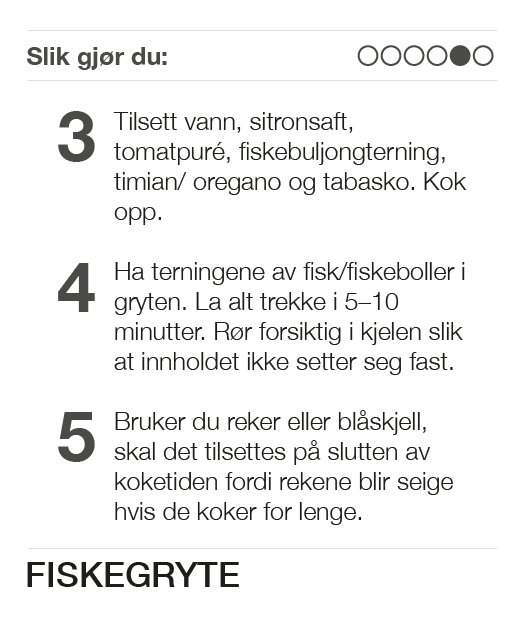 Slik gjør du:
3 Tilsett vann, sitronsaft,
tomatpuré, fiskebuljongterning,
timian/ oregano og tabasko. Kok
opp.
4 Ha terningene av fisk/fiskeboller i
gryten. La alt trekke i 5–10
minutter. Rør forsiktig i kjelen slik
at innholdet ikke setter seg fast.
5 Bruker du reker eller blåskjell,
skal det tilsettes på slutten av
koketiden fordi rekene blir seige
hvis de koker for lenge.
FISKEGRYTE